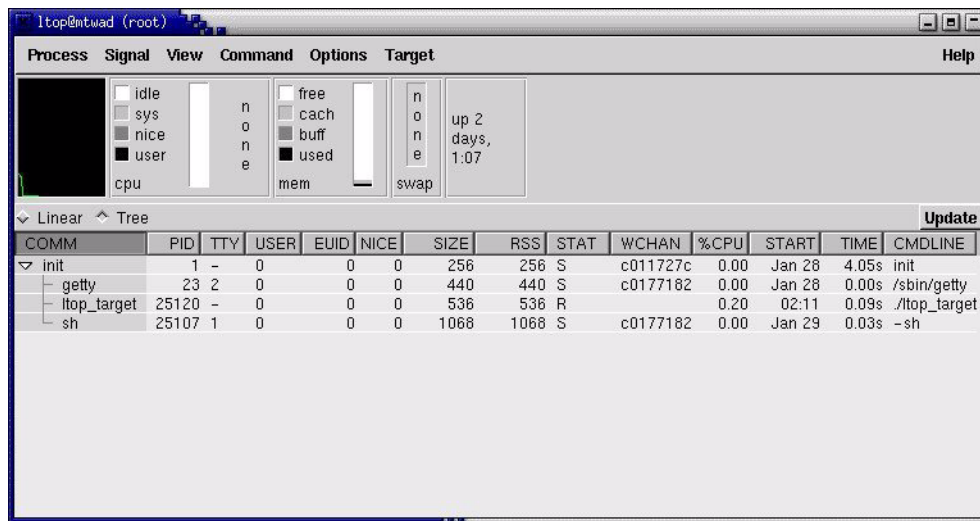 ltop@mtwad (root)
Process Signal View Command Options Target Help
idle
sys
nice
user
cpu
none
free
cach
buff
used
mem
none
swap
up 2
days,
1:07
Linear Tree Update
COMM PID TTY USER EUID NICE SIZE RSS STAT WCHAN %CPU START TIME CMDLINE
init 1 - 0 0 0 256 256 S c011727c 0.00 Jan 28 4.05s init
getty 23 2 0 0 0 440 440 S c0177182 0.00 Jan 28 0.00s /sbin/getty
ltop_target 25120 - 0 0 0 536 536 R 0.20 02:11 0.09s ./ltop_target
sh 25107 1 0 0 0 1068 1068 S c0177182 0.00 Jan 29 0.03s -sh